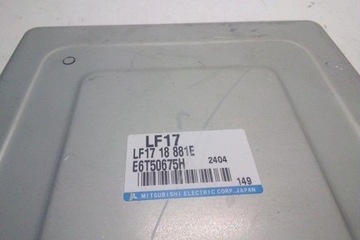 LF17
LF17 18 881E
E6T50675H 2404
149
MITSUBISHI ELECTRIC CORP. JAPAN